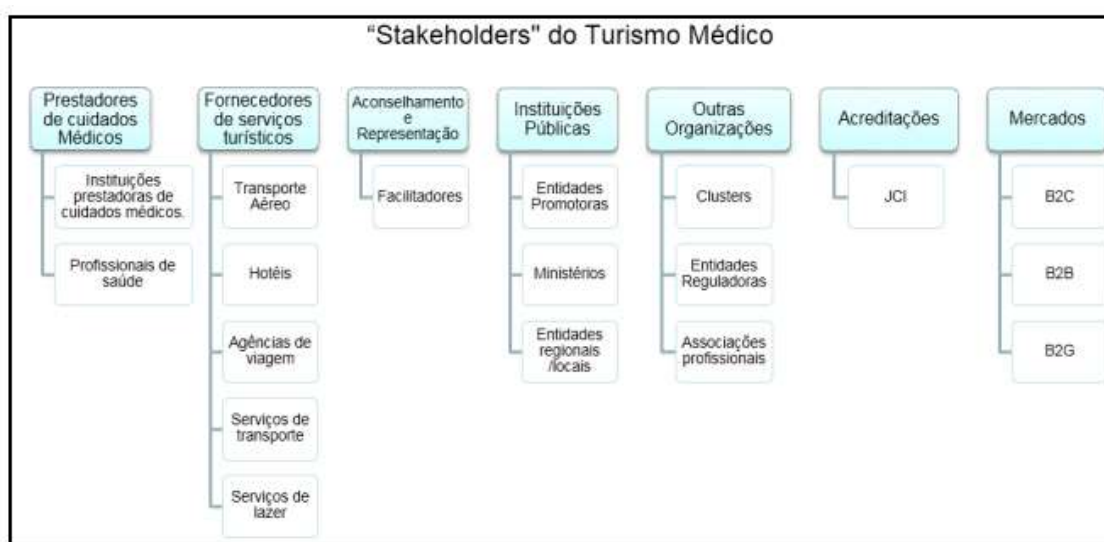 “Stakeholders" do Turismo Médico
Prestadores
de cuidados
Médicos
Instituições
prestadoras de
cuidados médicos.
Profissionais de
saúde
Fornecedores
de serviços
turísticos
Transporte
Aéreo
Hotéis
Agências de
viagem
Serviços de
transporte
Serviços de
lazer
Aconselhamento
e
Representação
Facilitadores
Instituições
Públicas
Entidades
Promotoras
Ministérios
Entidades
regionais
/locais
Outras
Organizações
Clusters
Entidades
Reguladoras
Associações
profissionais
Acreditações
JCI
Mercados
B2C
B2B
B2G